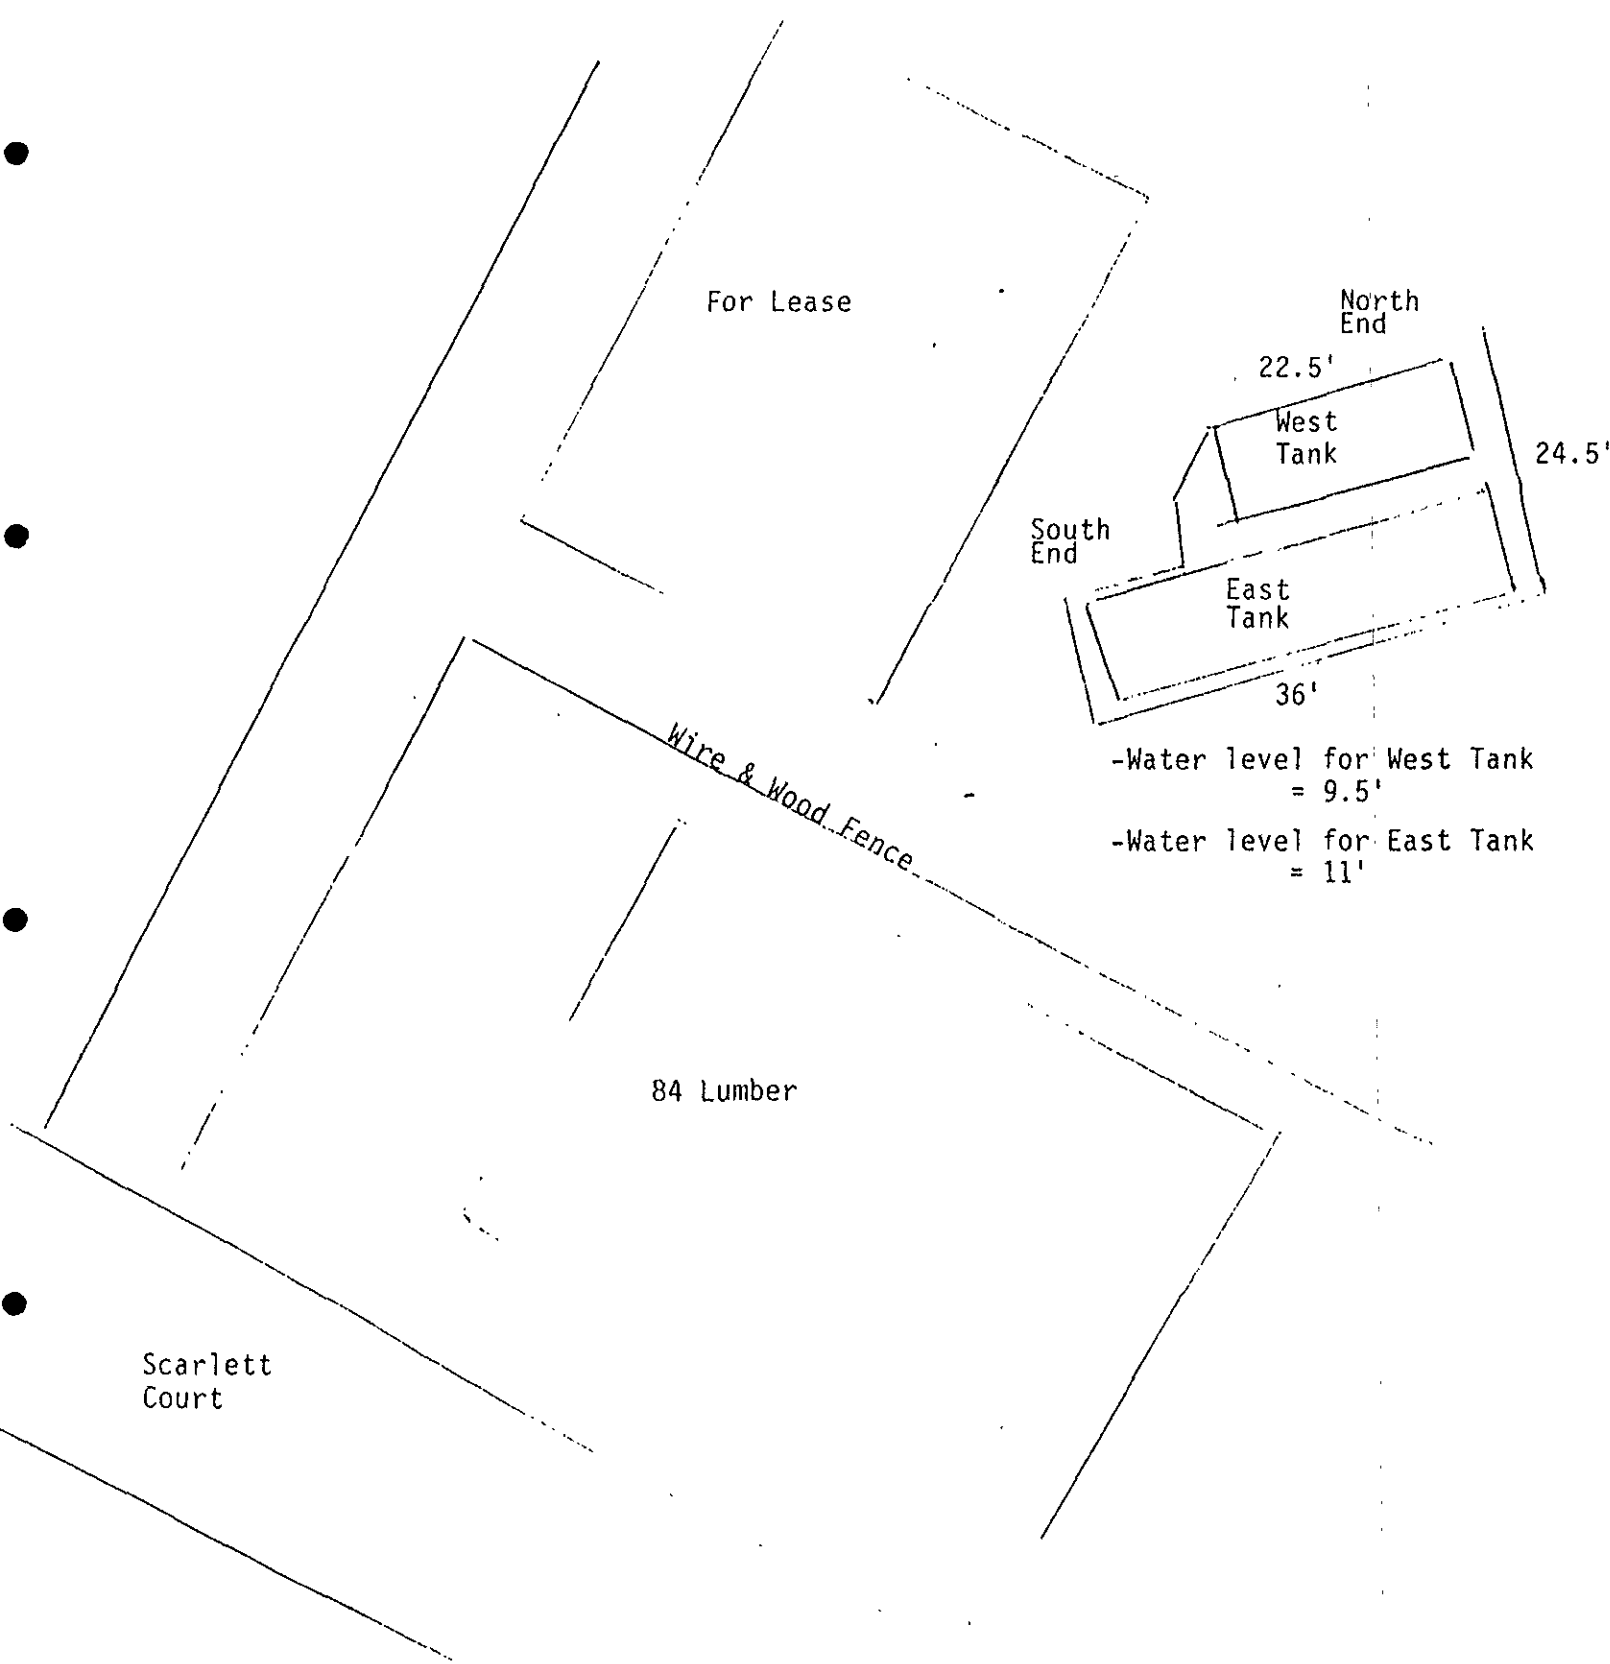 For Lease
North
End
22.5'
West
Tank
24.5'
South
End
East
Tank
36'
Wire & Wood Fence
-Water level for West Tank
= 9.5'
-Water level for East Tank
= 11'
84 Lumber
Scarlett
Court